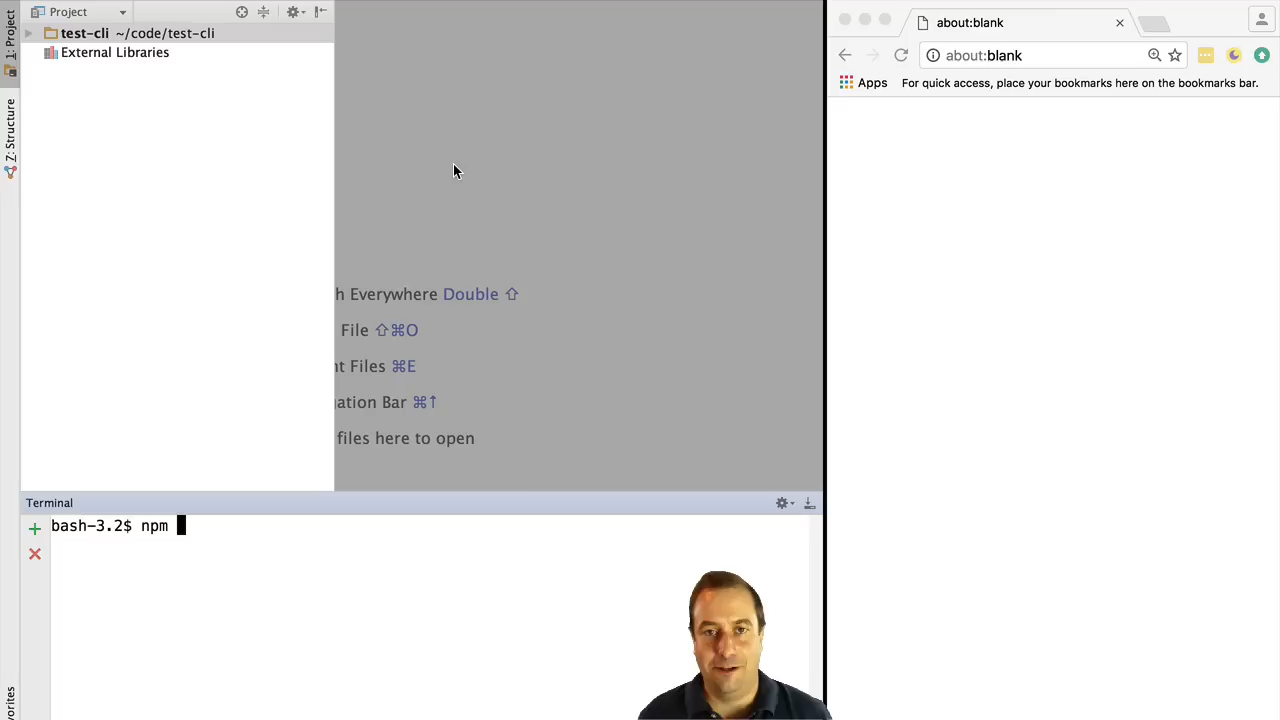 Project
1: Project
test-cli ~/code/test-cli
External Libraries
Z: Structure
h Everywhere Double ⇧
File ⇧⌘O
nt Files ⌘E
gation Bar ⌘↑
files here to open
Terminal
bash-3.2$ npm
vorites
about:blank
about:blank
Apps
For quick access, place your bookmarks here on the bookmarks bar.